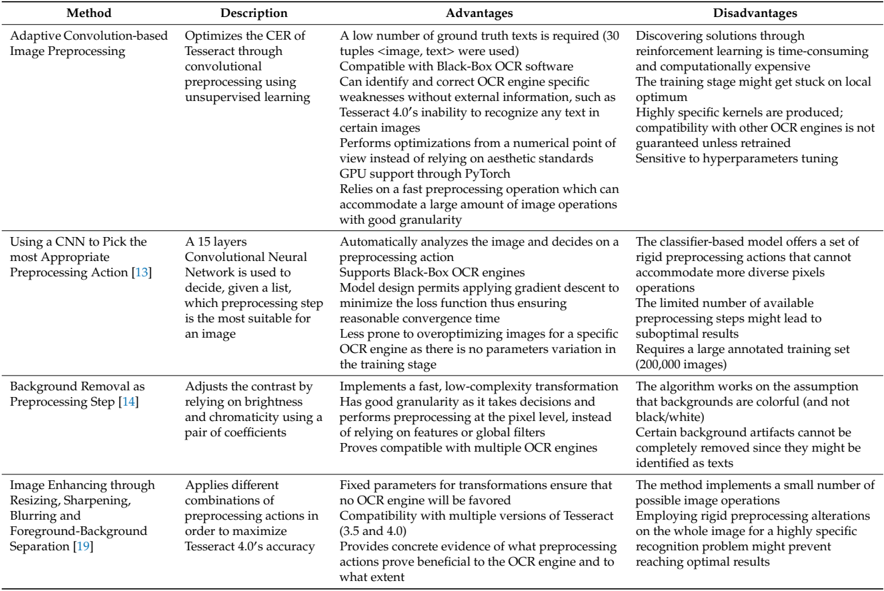 Method Description Advantages Disadvantages
Adaptive Convolution-based
Image Preprocessing
Optimizes the CER of
Tesseract through
convolutional
preprocessing using
unsupervised learning
A low number of ground truth texts is required (30
tuples <image, text> were used)
Compatible with Black-Box OCR software
Can identify and correct OCR engine specific
weaknesses without external information, such as
Tesseract 4.0's inability to recognize any text in
certain images
Performs optimizations from a numerical point of
view instead of relying on aesthetic standards
GPU support through PyTorch
Relies on a fast preprocessing operation which can
accommodate a large amount of image operations
with good granularity
Discovering solutions through
reinforcement learning is time-consuming
and computationally expensive
The training stage might get stuck on local
optimum
Highly specific kernels are produced;
compatibility with other OCR engines is not
guaranteed unless retrained
Sensitive to hyperparameters tuning
Using a CNN to Pick the
most Appropriate
Preprocessing Action [13]
A 15 layers
Convolutional Neural
Network is used to
decide, given a list,
which preprocessing step
is the most suitable for
an image
Automatically analyzes the image and decides on a
preprocessing action
Supports Black-Box OCR engines
Model design permits applying gradient descent to
minimize the loss function thus ensuring
reasonable convergence time
Less prone to overoptimizing images for a specific
OCR engine as there is no parameters variation in
the training stage
The classifier-based model offers a set of
rigid preprocessing actions that cannot
accommodate more diverse pixels
operations
The limited number of available
preprocessing steps might lead to
suboptimal results
Requires a large annotated training set
(200,000 images)
Background Removal as
Preprocessing Step [14]
Adjusts the contrast by
relying on brightness
and chromaticity using a
pair of coefficients
Implements a fast, low-complexity transformation
Has good granularity as it takes decisions and
performs preprocessing at the pixel level, instead
of relying on features or global filters
Proves compatible with multiple OCR engines
The algorithm works on the assumption
that backgrounds are colorful (and not
black/white)
Certain background artifacts cannot be
completely removed since they might be
identified as texts
Image Enhancing through
Resizing, Sharpening,
Blurring and
Foreground-Background
Separation [19]
Applies different
combinations of
preprocessing actions in
order to maximize
Tesseract 4.0's accuracy
Fixed parameters for transformations ensure that
no OCR engine will be favored
Compatibility with multiple versions of Tesseract
(3.5 and 4.0)
Provides concrete evidence of what preprocessing
actions prove beneficial to the OCR engine and to
what extent
The method implements a small number of
possible image operations
Employing rigid preprocessing alterations
on the whole image for a highly specific
recognition problem might prevent
reaching optimal results